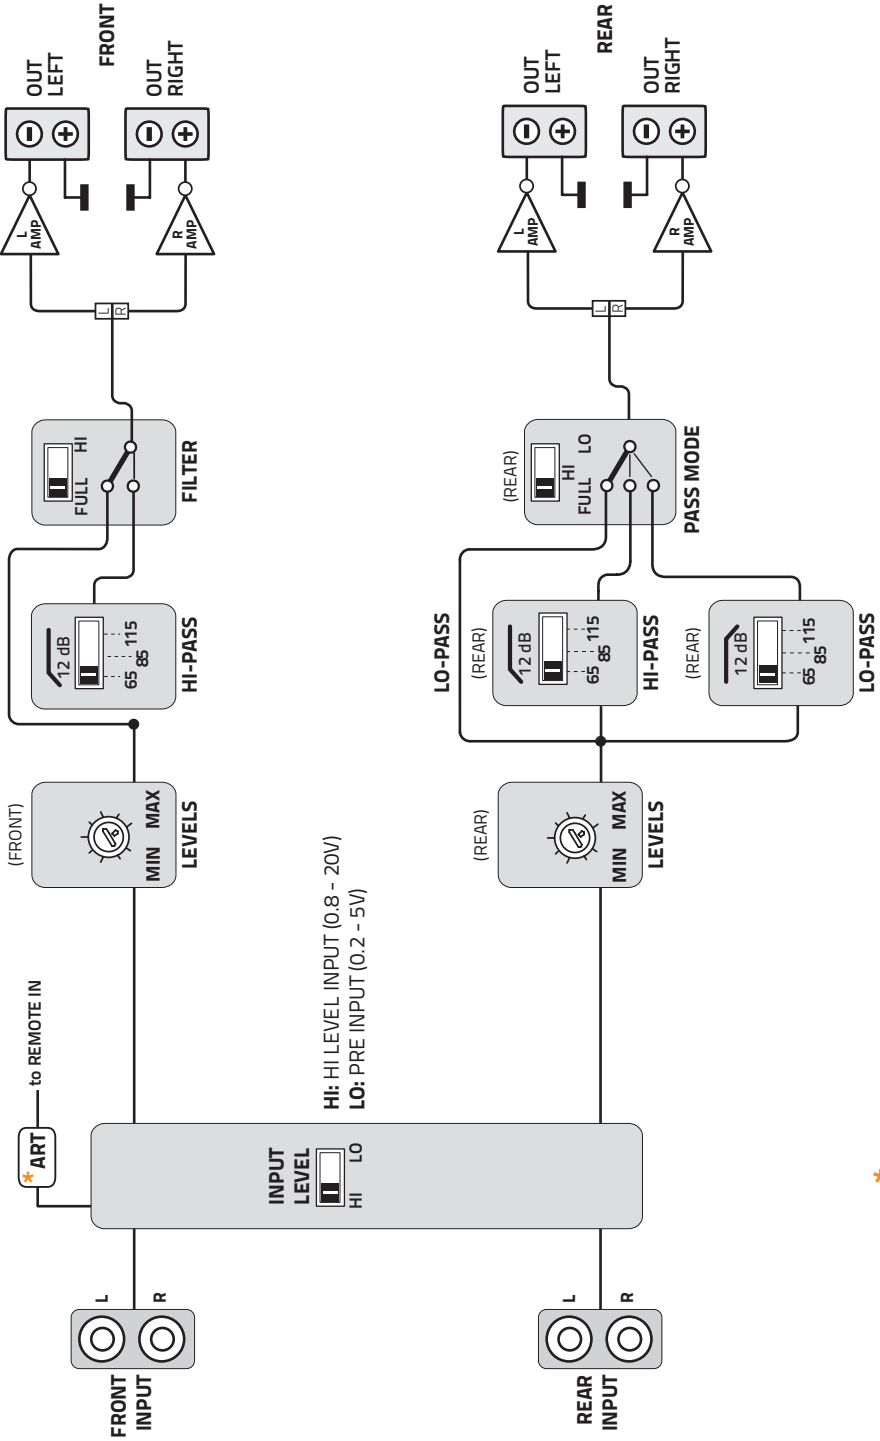 FRONT
INPUT
L
R
* ART
to REMOTE IN
INPUT
LEVEL
HI
LO
HI: HI LEVEL INPUT (0.8 - 20V)
LO: PRE INPUT (0.2 - 5V)
(FRONT)
MIN
MAX
LEVELS
12 dB
65
85
115
HI-PASS
FULL
HI
FILTER
L
R
L
AMP
R
AMP
OUT
LEFT
OUT
RIGHT
FRONT
REAR
INPUT
L
R
(REAR)
MIN
MAX
LEVELS
LO-PASS
(REAR)
12 dB
65
85
115
HI-PASS
(REAR)
12 dB
65
85
115
LO-PASS
(REAR)
FULL
HI
LO
PASS MODE
L
R
L
AMP
R
AMP
OUT
LEFT
OUT
RIGHT
REAR
*